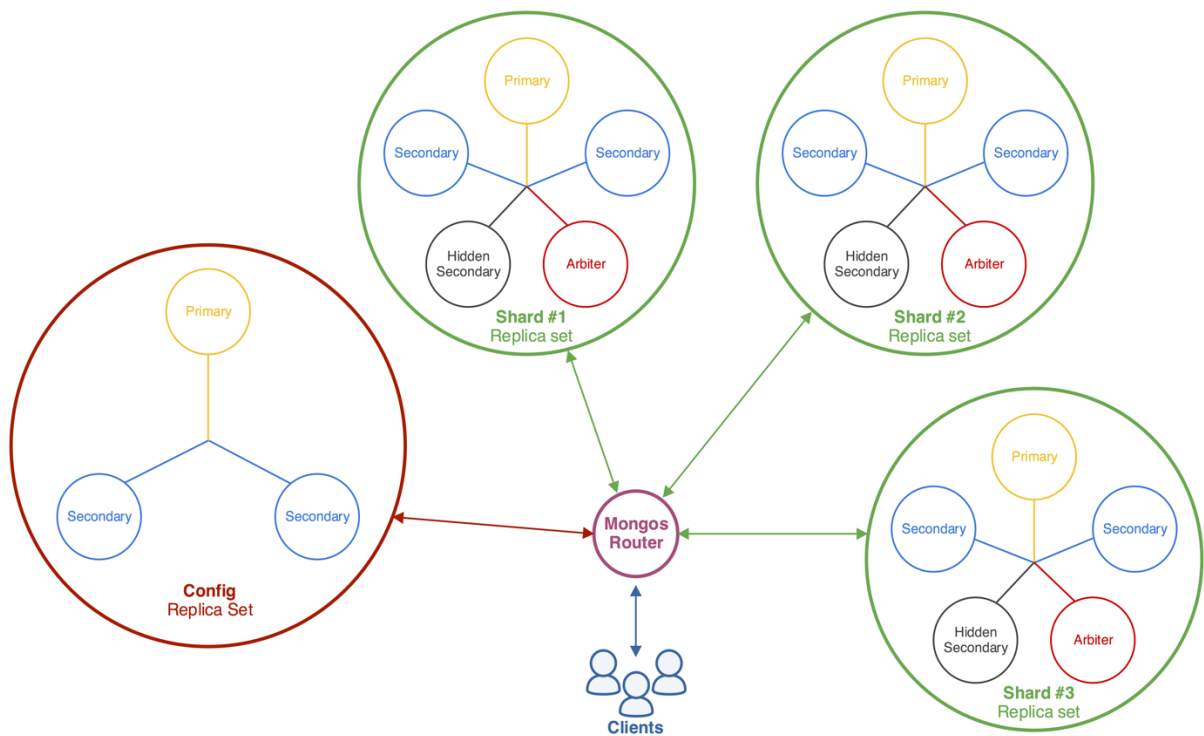 Primary
Secondary
Secondary
Hidden
Secondary
Arbiter
Shard #1
Replica set
Primary
Secondary
Secondary
Hidden
Secondary
Arbiter
Shard #2
Replica set
Primary
Secondary
Secondary
Config
Replica Set
Mongos
Router
Primary
Secondary
Secondary
Hidden
Secondary
Arbiter
Shard #3
Replica set
Clients